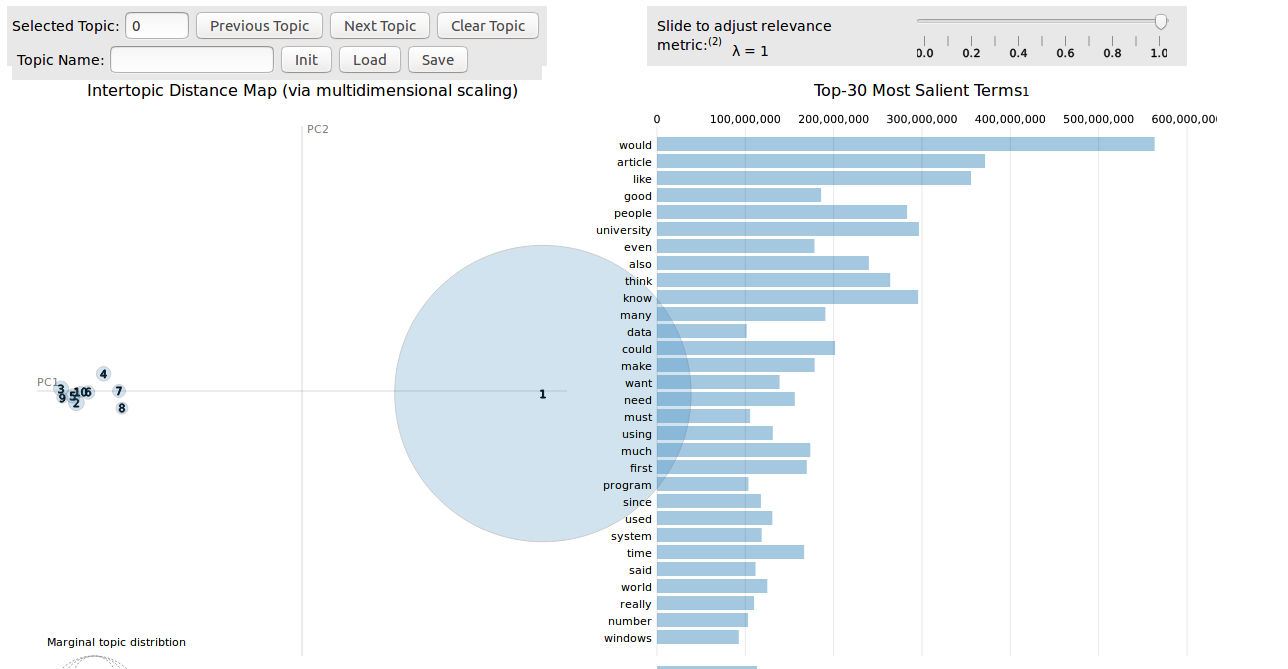 Selected Topic: 0 Previous Topic Next Topic Clear Topic
Topic Name: Init Load Save
Slide to adjust relevance
metric:(2) λ = 1
0.0 0.2 0.4 0.6 0.8 1.0
Intertopic Distance Map (via multidimensional scaling)
PC2
PC1
4
3
10
6
7
9
5
2
8
1
Marginal topic distribtion
Top-30 Most Salient Terms1
0 100,000,000 200,000,000 300,000,000 400,000,000 500,000,000 600,000,00
would
article
like
good
people
university
even
also
think
know
many
data
could
make
want
need
must
using
much
first
program
since
used
system
time
said
world
really
number
windows